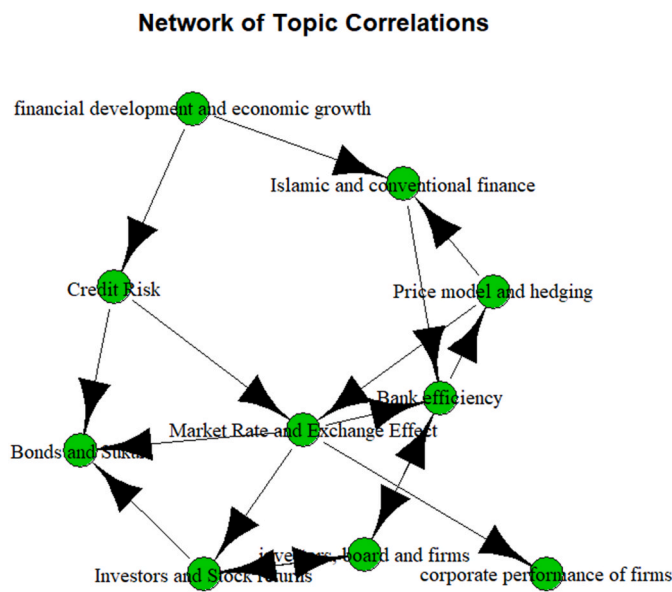 Network of Topic Correlations
financial development and economic growth
Islamic and conventional finance
Credit Risk
Price model and hedging
Bank efficiency
Market Rate and Exchange Effect
Bonds and Sukuk
investors, board and firms
Investors and Stock returns
corporate performance of firms